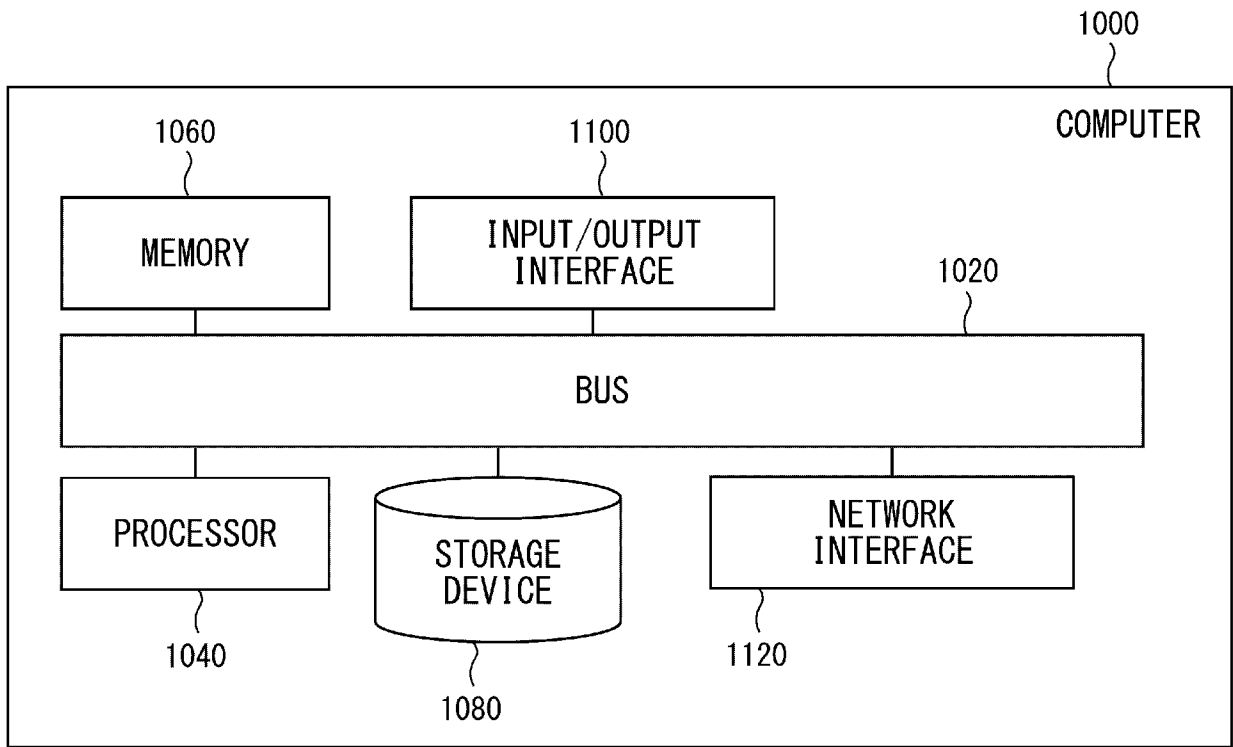 1000
COMPUTER
1060
1100
MEMORY
INPUT/OUTPUT
INTERFACE
1020
BUS
PROCESSOR
STORAGE
DEVICE
NETWORK
INTERFACE
1040
1080
1120